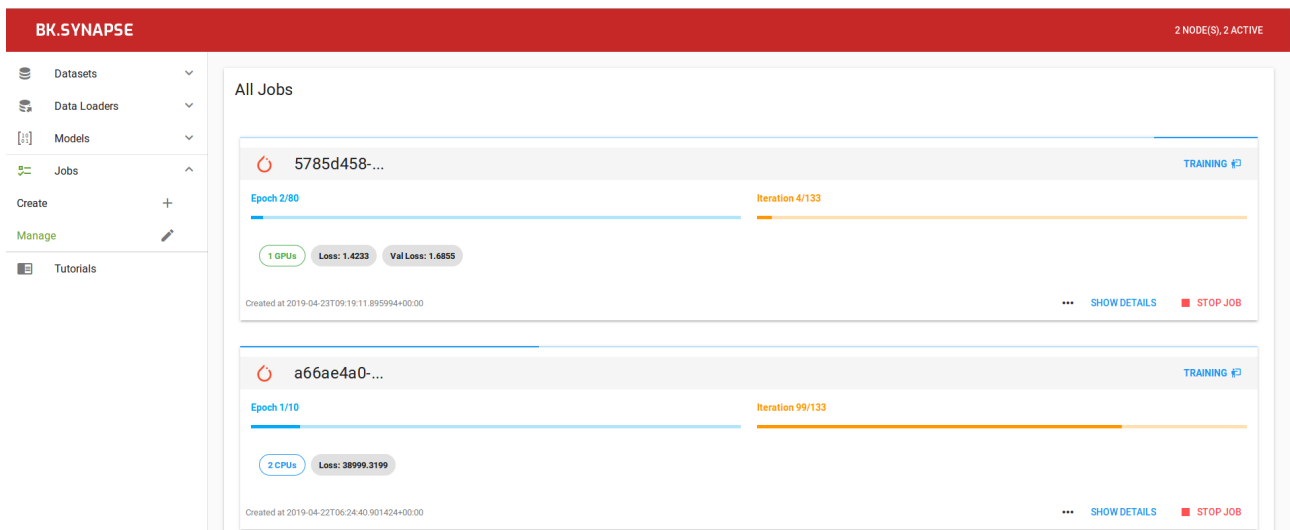 BK.SYNAPSE
2 NODE(S), 2 ACTIVE
Datasets
Data Loaders
Models
Jobs
Create
Manage
Tutorials
All Jobs
5785d458-...
TRAINING
Epoch 2/80
Iteration 4/133
1 GPUs
Loss: 1.4233
Val Loss: 1.6855
Created at 2019-04-23T09:19:11.895994+00:00
SHOW DETAILS
STOP JOB
a66ae4a0-...
TRAINING
Epoch 1/10
Iteration 99/133
2 CPUs
Loss: 38999.3199
Created at 2019-04-22T06:24:40.901424+00:00
SHOW DETAILS
STOP JOB